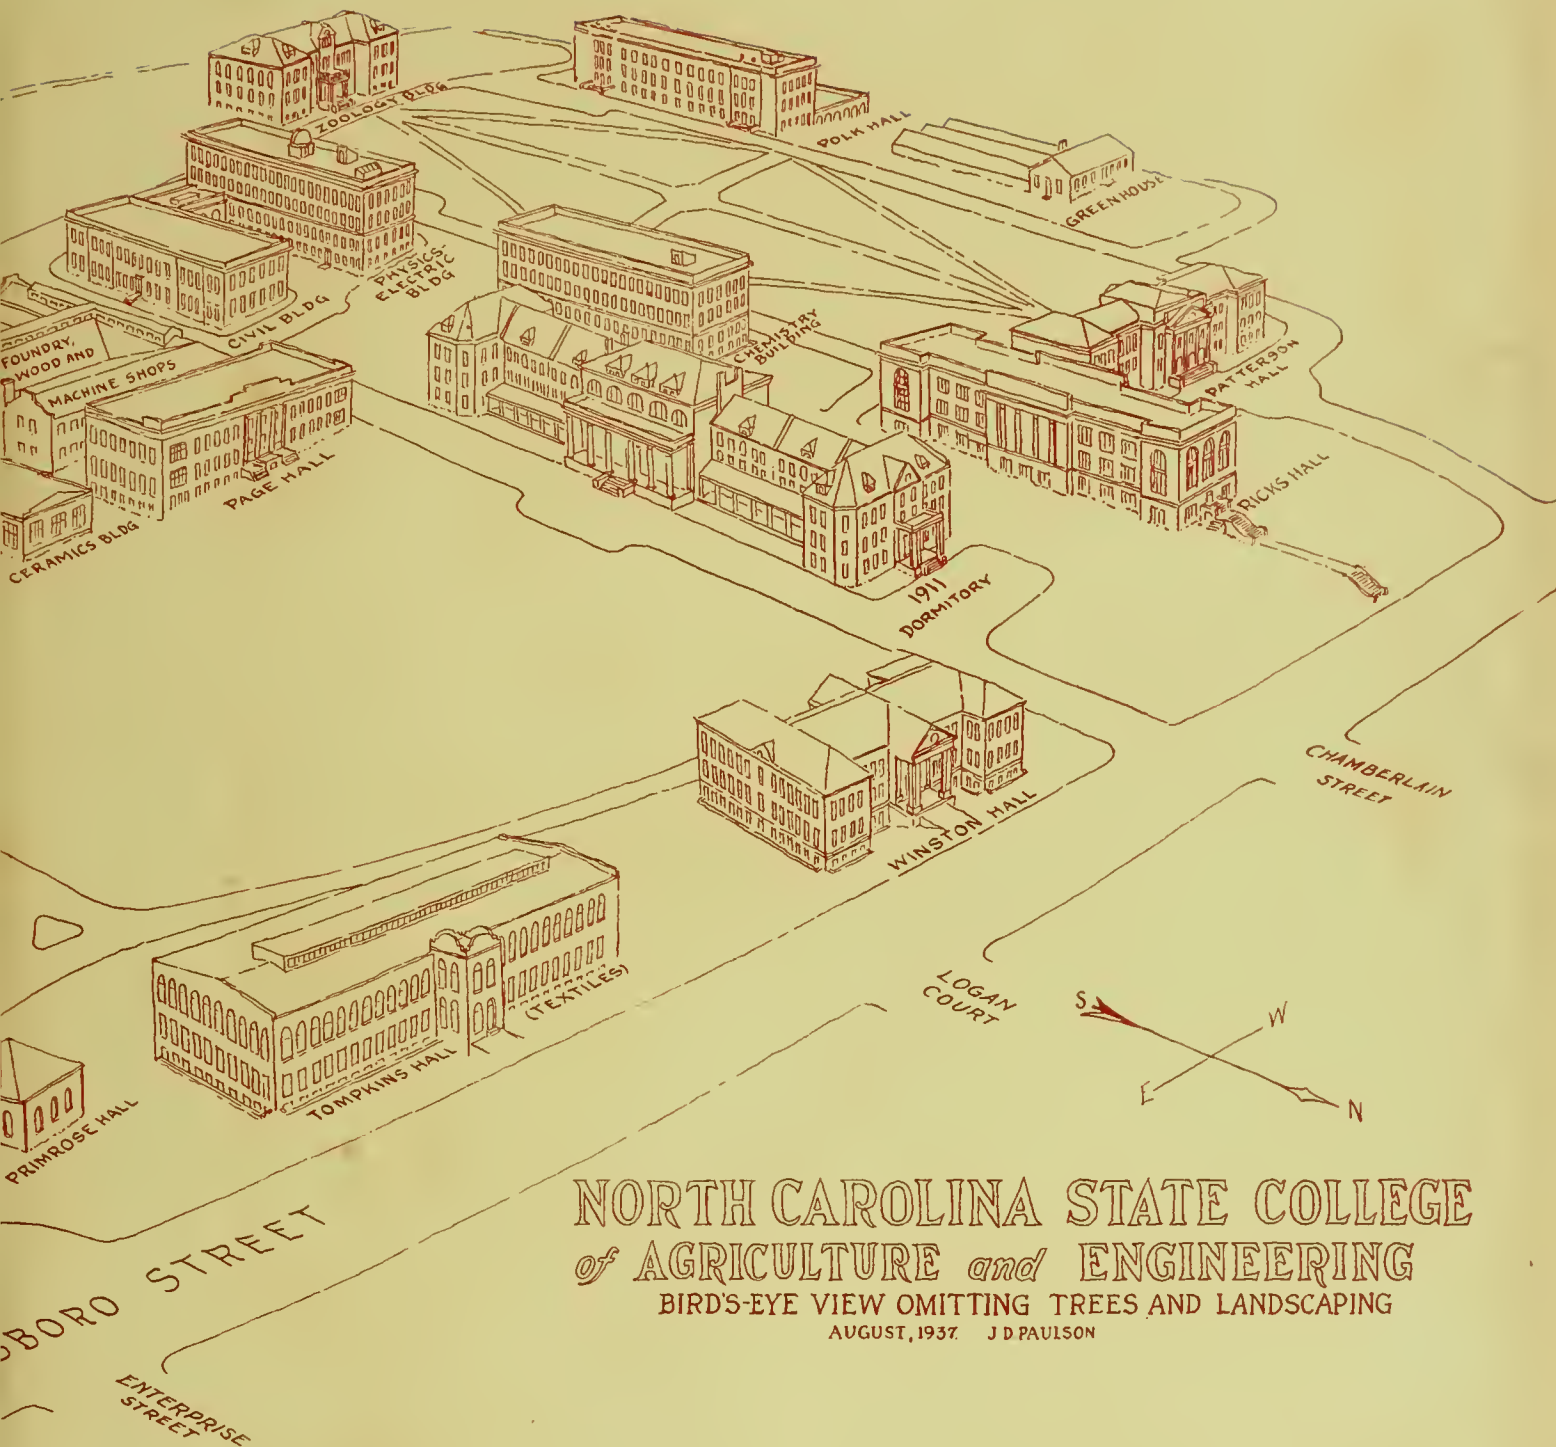 ZOOLOGY BLDG
POLK HALL
GREENHOUSE
PHYSICS-
ELECTRIC
BLDG
CIVIL BLDG
FOUNDRY,
WOOD AND
MACHINE SHOPS
CHEMISTRY
BUILDING
PATTERSON
HALL
PAGE HALL
RICKS HALL
CERAMICS BLDG
1911
DORMITORY
CHAMBERLAIN
STREET
WINSTON HALL
LOGAN
COURT
(TEXTILES)
TOMPKINS HALL
S
W
E
N
PRIMROSE HALL
SBORO STREET
ENTERPRISE
STREET
NORTH CAROLINA STATE COLLEGE
of AGRICULTURE and ENGINEERING
BIRD'S-EYE VIEW OMITTING TREES AND LANDSCAPING
AUGUST, 1937. J D PAULSON